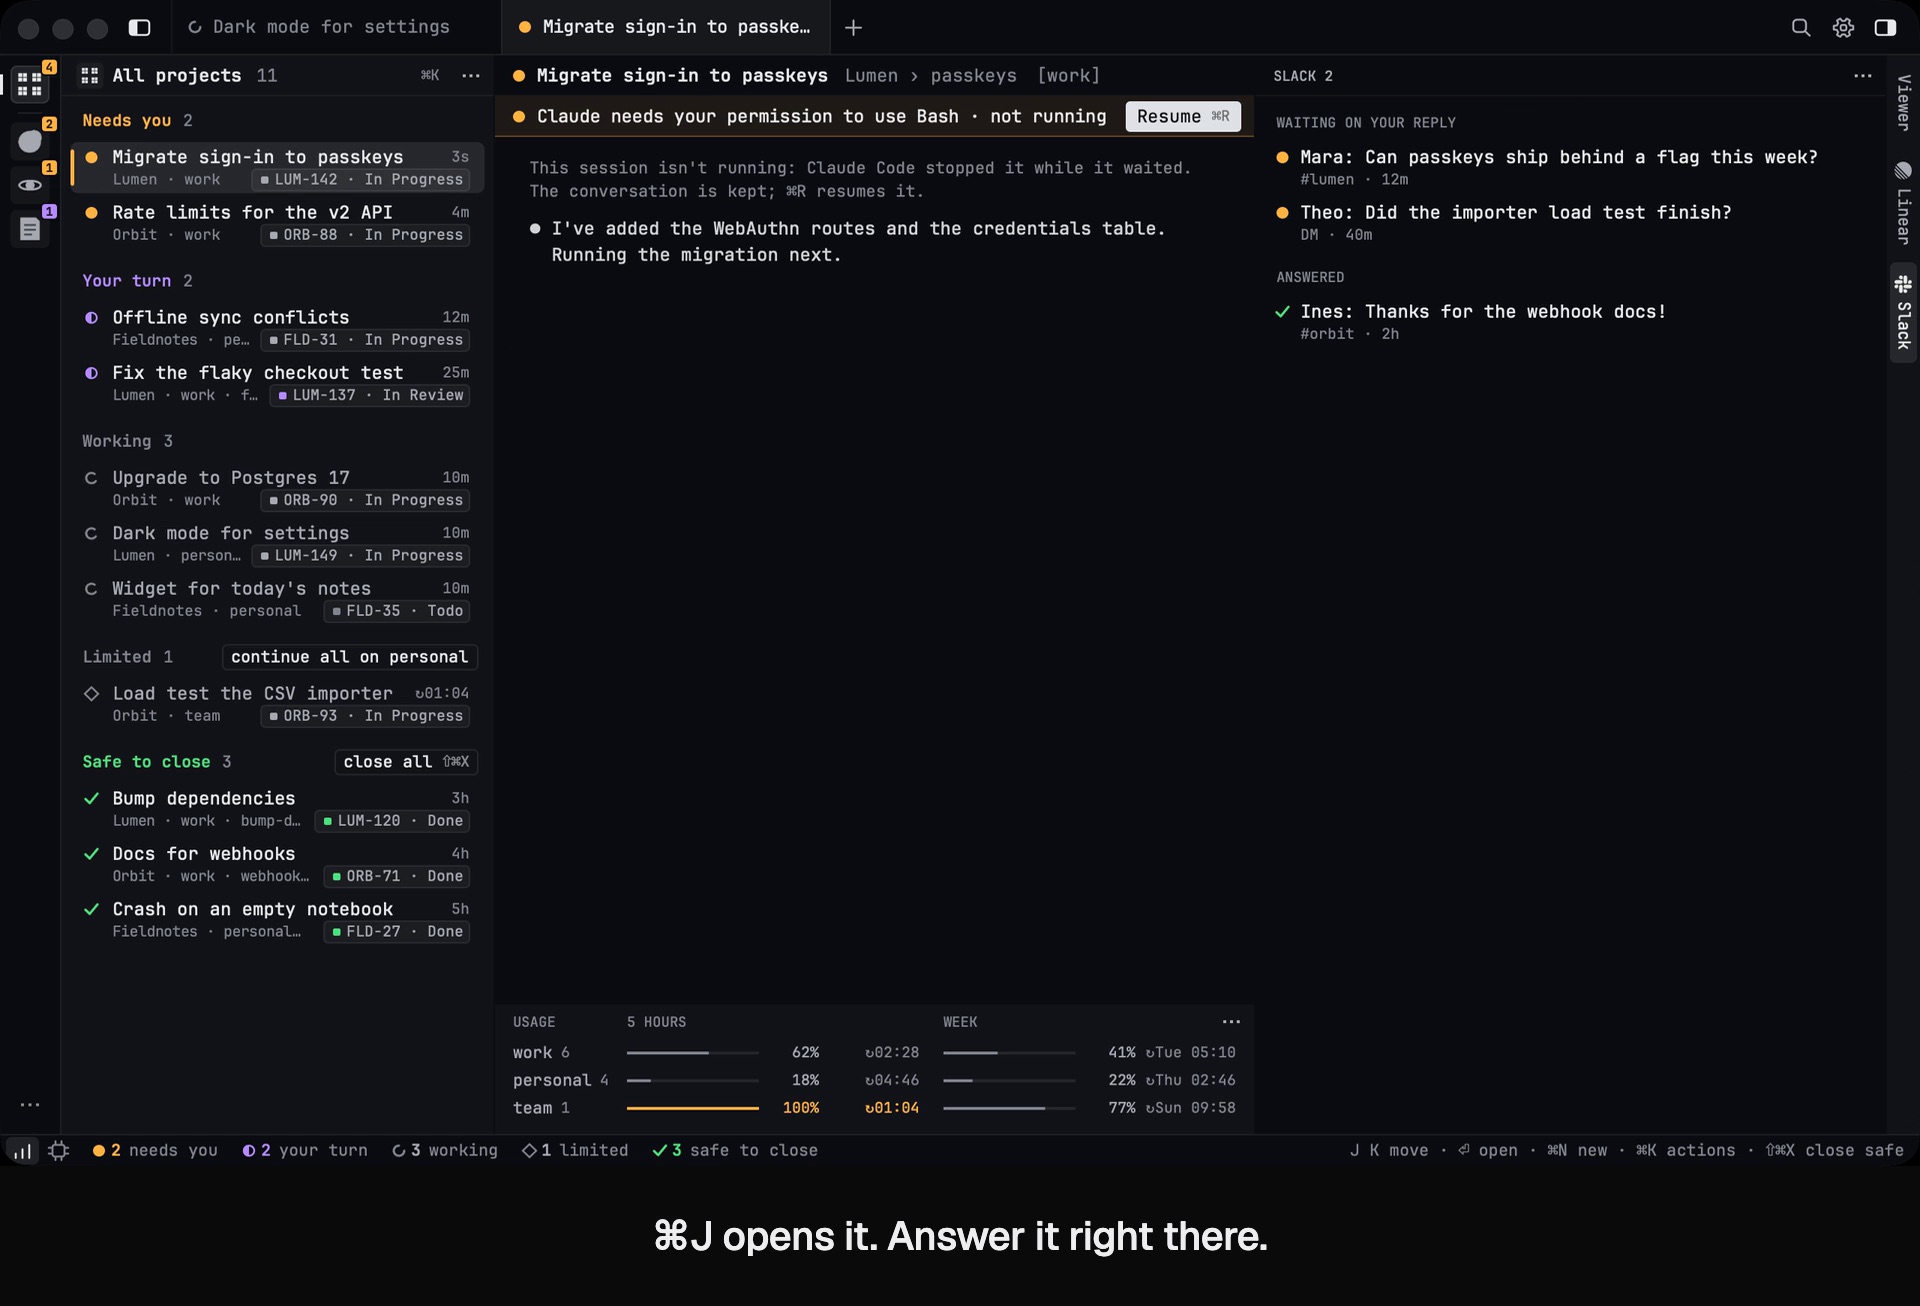 Dark mode for settings
Migrate sign-in to passke…
4
2
1
1
All projects 11 ⌘K
Needs you 2
Migrate sign-in to passkeys 3s
Lumen · work LUM-142 · In Progress
Rate limits for the v2 API 4m
Orbit · work ORB-88 · In Progress
Your turn 2
Offline sync conflicts 12m
Fieldnotes · pe… FLD-31 · In Progress
Fix the flaky checkout test 25m
Lumen · work · f… LUM-137 · In Review
Working 3
Upgrade to Postgres 17 10m
Orbit · work ORB-90 · In Progress
Dark mode for settings 10m
Lumen · person… LUM-149 · In Progress
Widget for today's notes 10m
Fieldnotes · personal FLD-35 · Todo
Limited 1 continue all on personal
Load test the CSV importer ↻01:04
Orbit · team ORB-93 · In Progress
Safe to close 3 close all ⇧⌘X
Bump dependencies 3h
Lumen · work · bump-d… LUM-120 · Done
Docs for webhooks 4h
Orbit · work · webhook… ORB-71 · Done
Crash on an empty notebook 5h
Fieldnotes · personal… FLD-27 · Done
Migrate sign-in to passkeys Lumen › passkeys [work]
Claude needs your permission to use Bash · not running Resume ⌘R
This session isn't running: Claude Code stopped it while it waited.
The conversation is kept; ⌘R resumes it.
I've added the WebAuthn routes and the credentials table.
Running the migration next.
USAGE 5 HOURS WEEK
work 6 62% ↻02:28 41% ↻Tue 05:10
personal 4 18% ↻04:46 22% ↻Thu 02:46
team 1 100% ↻01:04 77% ↻Sun 09:58
SLACK 2
WAITING ON YOUR REPLY
Mara: Can passkeys ship behind a flag this week?
#lumen · 12m
Theo: Did the importer load test finish?
DM · 40m
ANSWERED
Ines: Thanks for the webhook docs!
#orbit · 2h
Viewer
Linear
Slack
2 needs you 2 your turn 3 working 1 limited 3 safe to close
J K move · ⏎ open · ⌘N new · ⌘K actions · ⇧⌘X close safe
⌘J opens it. Answer it right there.